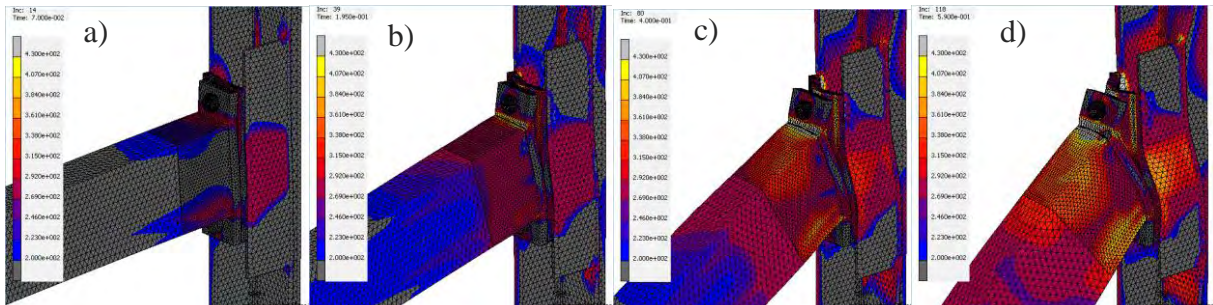 Inc: 14
Time: 7.000e-002
a)
4.300e+002
4.070e+002
3.840e+002
3.610e+002
3.380e+002
3.150e+002
2.920e+002
2.690e+002
2.460e+002
2.230e+002
2.000e+002
Inc: 39
Time: 1.950e-001
b)
4.300e+002
4.070e+002
3.840e+002
3.610e+002
3.380e+002
3.150e+002
2.920e+002
2.690e+002
2.460e+002
2.230e+002
2.000e+002
Inc: 80
Time: 4.000e-001
c)
4.300e+002
4.070e+002
3.840e+002
3.610e+002
3.380e+002
3.150e+002
2.920e+002
2.690e+002
2.460e+002
2.230e+002
2.000e+002
Inc: 118
Time: 5.900e-001
d)
4.300e+002
4.070e+002
3.840e+002
3.610e+002
3.380e+002
3.150e+002
2.920e+002
2.690e+002
2.460e+002
2.230e+002
2.000e+002